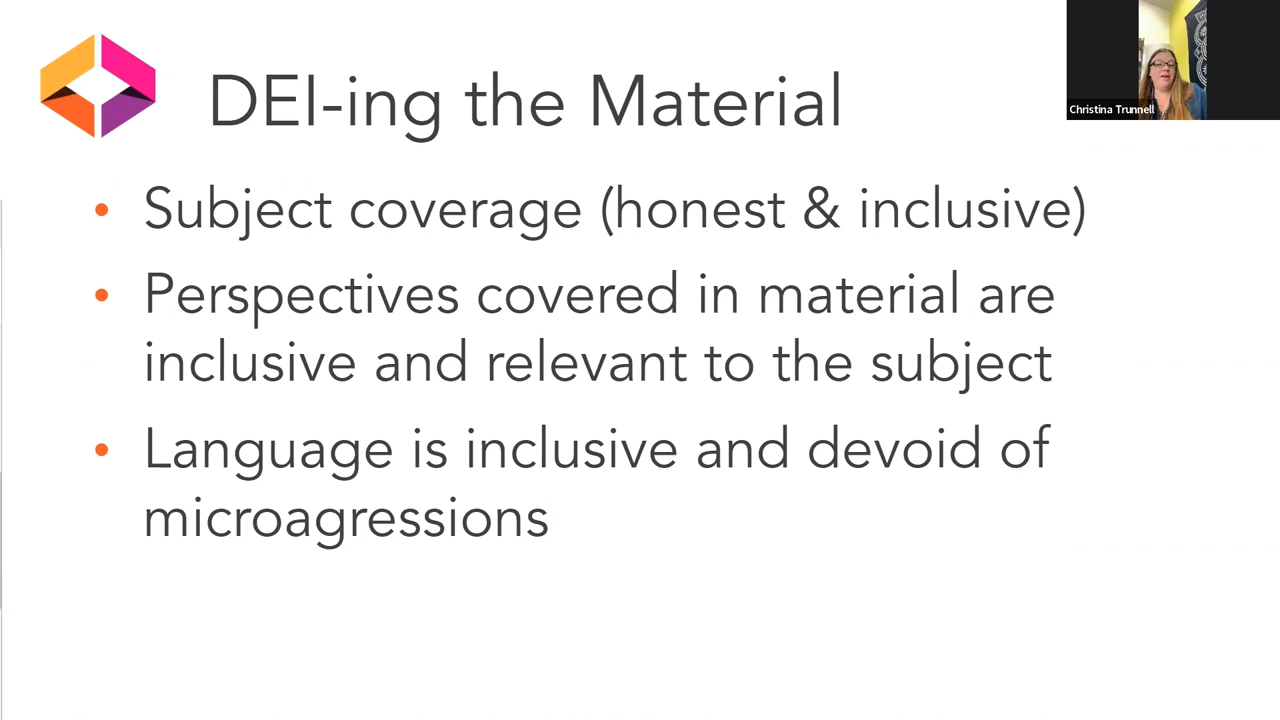 DEI-ing the Material
Christina Trunnell
• Subject coverage (honest & inclusive)
• Perspectives covered in material are
inclusive and relevant to the subject
• Language is inclusive and devoid of
microagressions